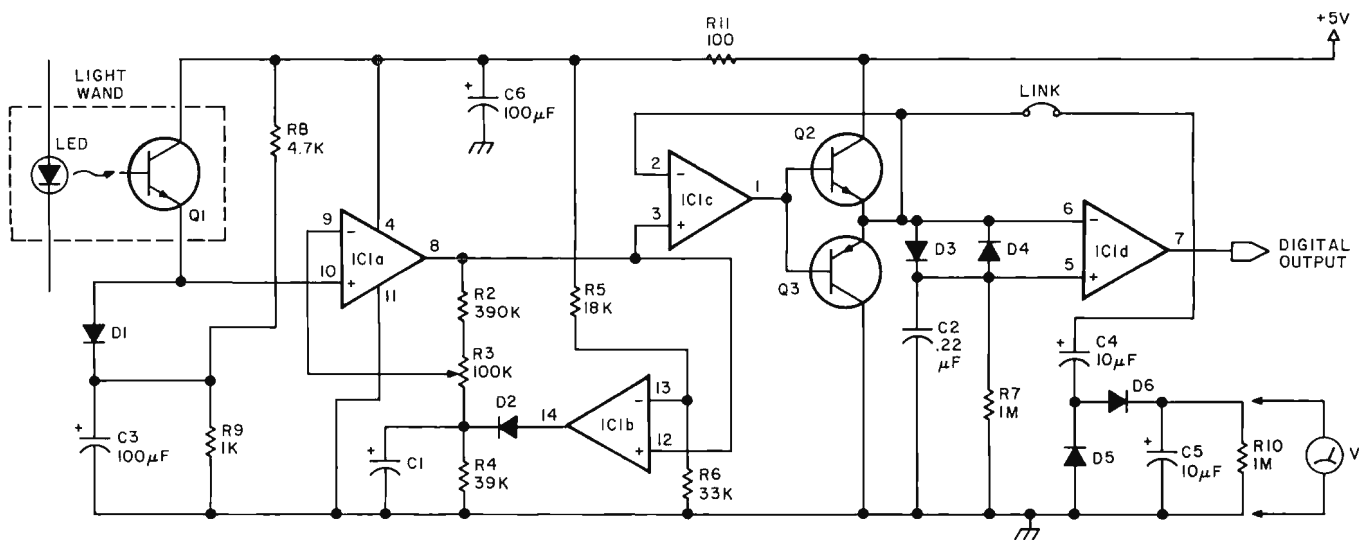 LIGHT
WAND
LED
Q1
R8
4.7K
C6
100µF
R11
100
+5V
LINK
Q2
Q3
2
-
3
+
IC1c
1
9
-
10
+
IC1a
4
8
11
R5
18K
R2
390K
R3
100K
D1
D2
14
IC1b
13
-
12
+
D3
D4
6
-
5
+
IC1d
7
DIGITAL
OUTPUT
+
C3
100µF
R9
1K
+
C1
R4
39K
R6
33K
C2
.22
µF
R7
1M
+
C4
10µF
D6
D5
+
C5
10µF
R10
1M
V
+